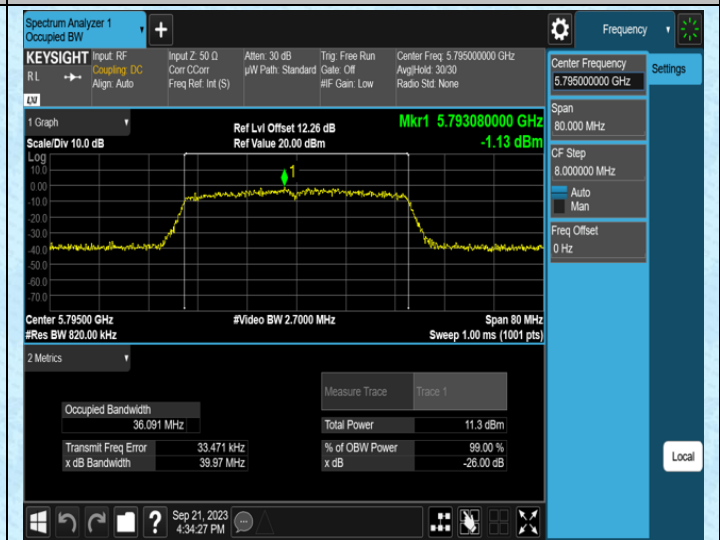 Spectrum Analyzer 1
Occupied BW
+
Frequency
KEYSIGHT
R L
LXI
Input: RF
Coupling: DC
Align: Auto
Input Z: 50 Ω
Corr CCorr
Freq Ref: Int (S)
Atten: 30 dB
µW Path: Standard
Trig: Free Run
Gate: Off
#IF Gain: Low
Center Freq: 5.795000000 GHz
Avg|Hold: 30/30
Radio Std: None
Center Frequency
5.795000000 GHz
Settings
Span
80.000 MHz
CF Step
8.000000 MHz
Auto
Man
Freq Offset
0 Hz
Local
1 Graph
Scale/Div 10.0 dB
Ref Lvl Offset 12.26 dB
Ref Value 20.00 dBm
Mkr1 5.793080000 GHz
-1.13 dBm
Log
10.0
0.00
-10.0
-20.0
-30.0
-40.0
-50.0
-60.0
-70.0
1
Center 5.79500 GHz
#Res BW 820.00 kHz
#Video BW 2.7000 MHz
Span 80 MHz
Sweep 1.00 ms (1001 pts)
2 Metrics
Measure Trace Trace 1
Occupied Bandwidth
36.091 MHz
Total Power 11.3 dBm
Transmit Freq Error 33.471 kHz
% of OBW Power 99.00 %
x dB Bandwidth 39.97 MHz
x dB -26.00 dB
?
Sep 21, 2023
4:34:27 PM